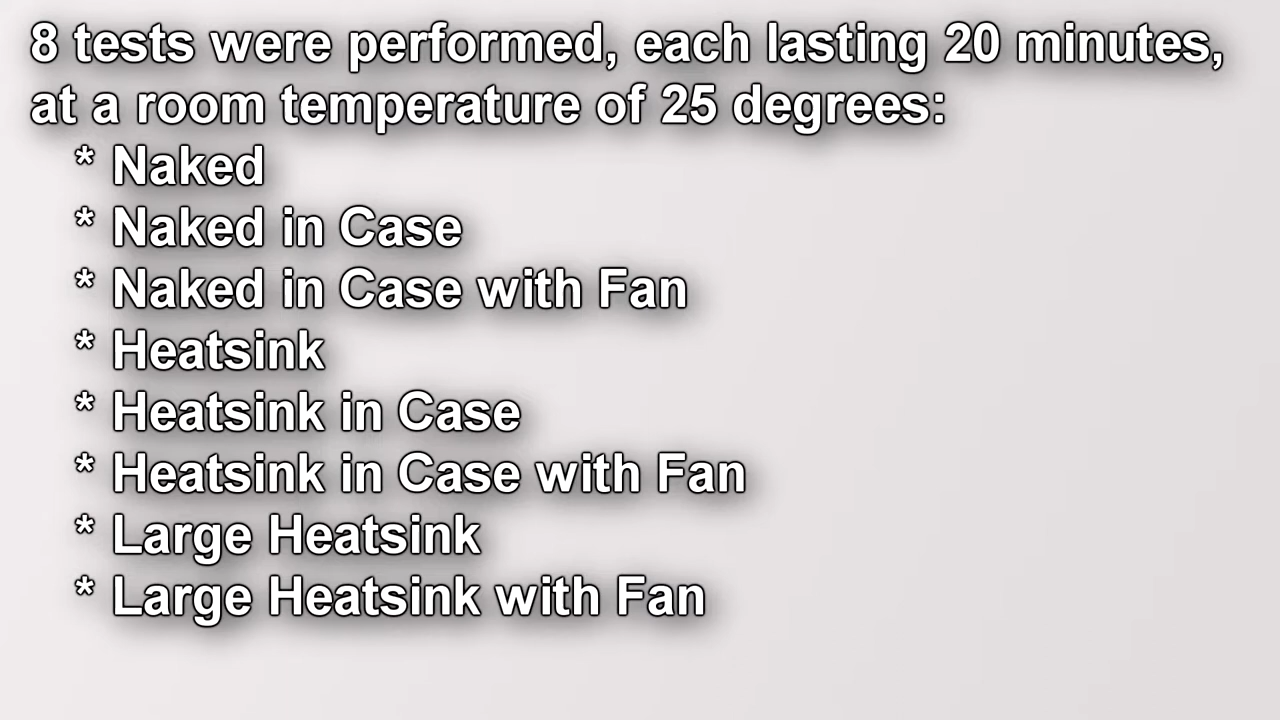 8 tests were performed, each lasting 20 minutes,
at a room temperature of 25 degrees:
* Naked
* Naked in Case
* Naked in Case with Fan
* Heatsink
* Heatsink in Case
* Heatsink in Case with Fan
* Large Heatsink
* Large Heatsink with Fan